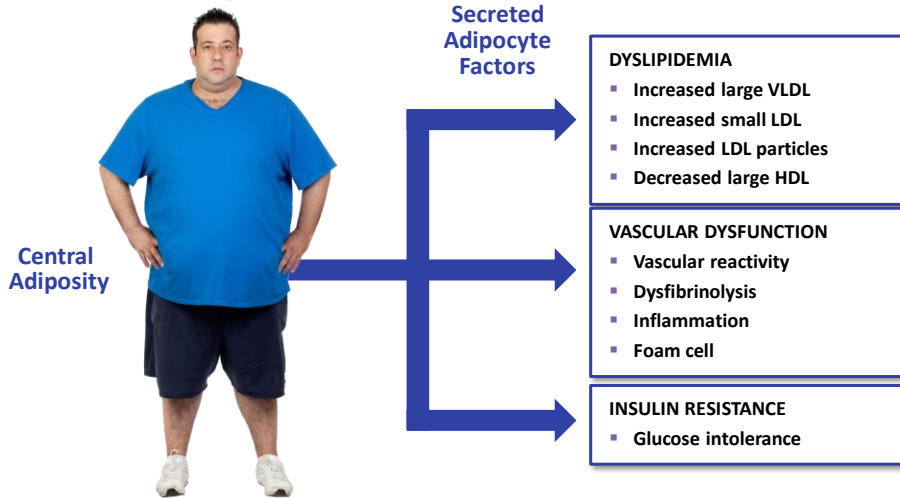 Secreted
Adipocyte
Factors
Central
Adiposity
DYSLIPIDEMIA
▪ Increased large VLDL
▪ Increased small LDL
▪ Increased LDL particles
▪ Decreased large HDL
VASCULAR DYSFUNCTION
▪ Vascular reactivity
▪ Dysfibrinolysis
▪ Inflammation
▪ Foam cell
INSULIN RESISTANCE
▪ Glucose intolerance